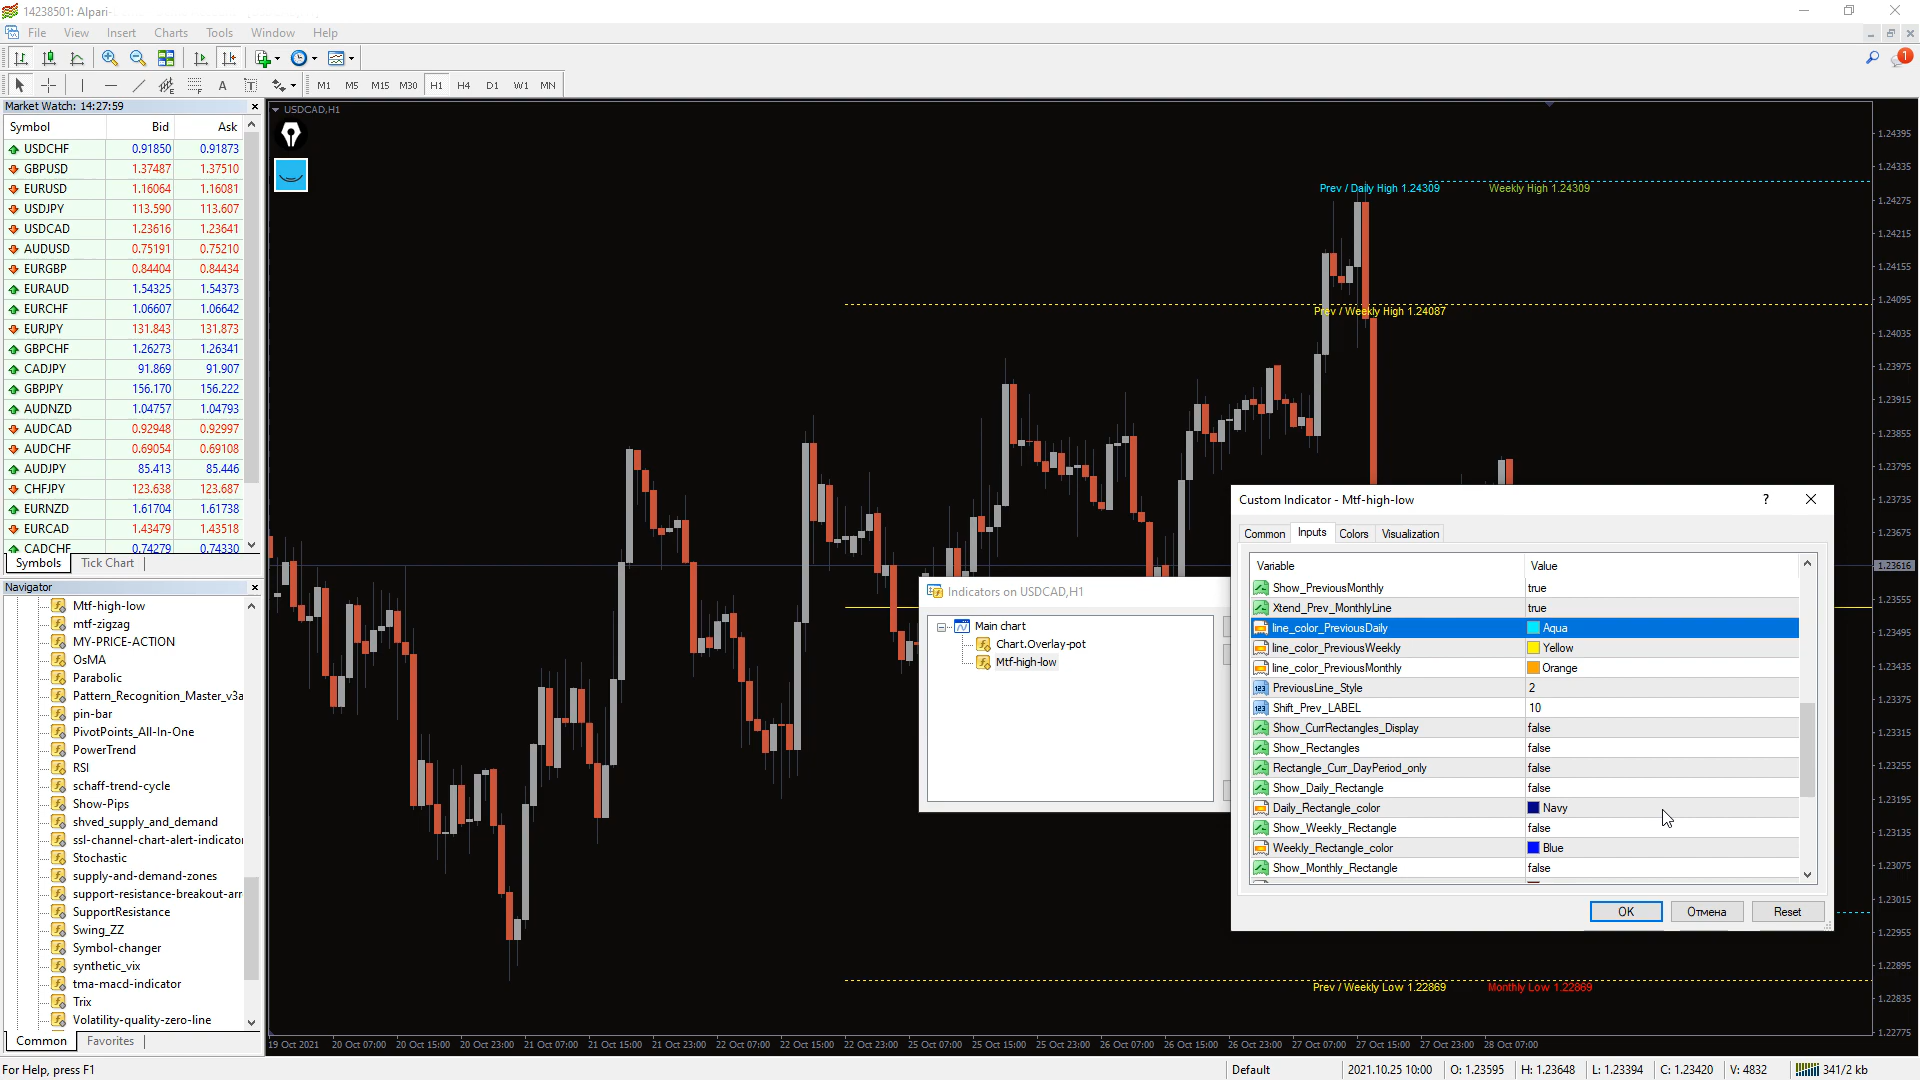 14238501: Alpari-
File View Insert Charts Tools Window Help
1
A T M1 M5 M15 M30 H1 H4 D1 W1 MN
Market Watch: 14:27:59
Symbol Bid Ask
USDCHF 0.91850 0.91873
GBPUSD 1.37487 1.37510
EURUSD 1.16064 1.16081
USDJPY 113.590 113.607
USDCAD 1.23616 1.23641
AUDUSD 0.75191 0.75210
EURGBP 0.84404 0.84434
EURAUD 1.54325 1.54373
EURCHF 1.06607 1.06642
EURJPY 131.843 131.873
GBPCHF 1.26273 1.26341
CADJPY 91.869 91.907
GBPJPY 156.170 156.222
AUDNZD 1.04757 1.04793
AUDCAD 0.92948 0.92997
AUDCHF 0.69054 0.69108
AUDJPY 85.413 85.446
CHFJPY 123.638 123.687
EURNZD 1.61704 1.61738
EURCAD 1.43479 1.43518
CADCHF 0.74279 0.74330
Symbols Tick Chart
Navigator
Mtf-high-low
mtf-zigzag
MY-PRICE-ACTION
OsMA
Parabolic
Pattern_Recognition_Master_v3a
pin-bar
PivotPoints_All-In-One
PowerTrend
RSI
schaff-trend-cycle
Show-Pips
shved_supply_and_demand
ssl-channel-chart-alert-indicator
Stochastic
supply-and-demand-zones
support-resistance-breakout-arr
SupportResistance
Swing_ZZ
Symbol-changer
synthetic_vix
tma-macd-indicator
Trix
Volatility-quality-zero-line
Common Favorites
USDCAD,H1
Prev / Daily High 1.24309
Weekly High 1.24309
Prev / Weekly High 1.24087
Prev / Weekly Low 1.22869
Monthly Low 1.22869
1.24395
1.24335
1.24275
1.24215
1.24155
1.24095
1.24035
1.23975
1.23915
1.23855
1.23795
1.23735
1.23675
1.23616
1.23555
1.23495
1.23435
1.23375
1.23315
1.23255
1.23195
1.23135
1.23075
1.23015
1.22955
1.22895
1.22835
1.22775
Indicators on USDCAD,H1
Main chart
Chart.Overlay-pot
Mtf-high-low
Custom Indicator - Mtf-high-low ?
Common Inputs Colors Visualization
Variable Value
Show_PreviousMonthly true
Xtend_Prev_MonthlyLine true
line_color_PreviousDaily Aqua
line_color_PreviousWeekly Yellow
line_color_PreviousMonthly Orange
PreviousLine_Style 2
Shift_Prev_LABEL 10
Show_CurrRectangles_Display false
Show_Rectangles false
Rectangle_Curr_DayPeriod_only false
Show_Daily_Rectangle false
Daily_Rectangle_color Navy
Show_Weekly_Rectangle false
Weekly_Rectangle_color Blue
Show_Monthly_Rectangle false
OK Отмена Reset
19 Oct 2021 20 Oct 07:00 20 Oct 15:00 20 Oct 23:00 21 Oct 07:00 21 Oct 15:00 21 Oct 23:00 22 Oct 07:00 22 Oct 15:00 22 Oct 23:00 25 Oct 07:00 25 Oct 15:00 25 Oct 23:00 26 Oct 07:00 26 Oct 15:00 26 Oct 23:00 27 Oct 07:00 27 Oct 15:00 27 Oct 23:00 28 Oct 07:00
For Help, press F1 Default 2021.10.25 10:00 O: 1.23595 H: 1.23648 L: 1.23394 C: 1.23420 V: 4832 341/2 kb